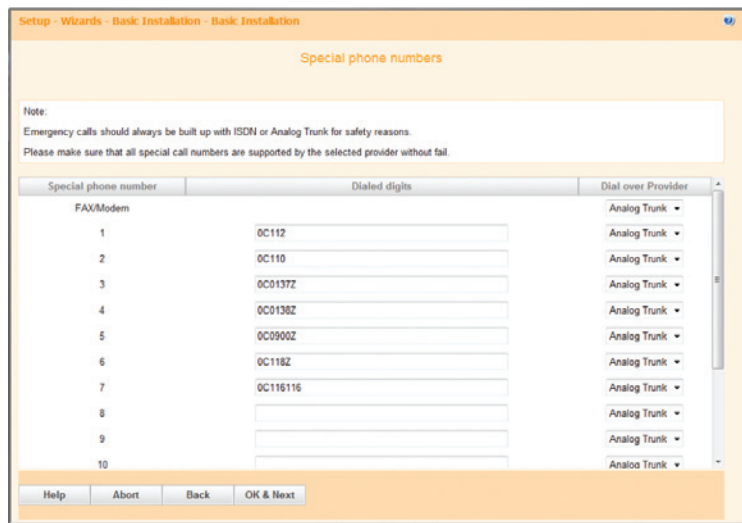 Setup - Wizards - Basic Installation - Basic Installation
Special phone numbers
Note:
Emergency calls should always be built up with ISDN or Analog Trunk for safety reasons.
Please make sure that all special call numbers are supported by the selected provider without fail.
Special phone number Dialed digits Dial over Provider
FAX/Modem Analog Trunk
1 0C112 Analog Trunk
2 0C110 Analog Trunk
3 0C0137Z Analog Trunk
4 0C0138Z Analog Trunk
5 0C0900Z Analog Trunk
6 0C118Z Analog Trunk
7 0C116116 Analog Trunk
8 Analog Trunk
9 Analog Trunk
10 Analog Trunk
Help Abort Back OK & Next